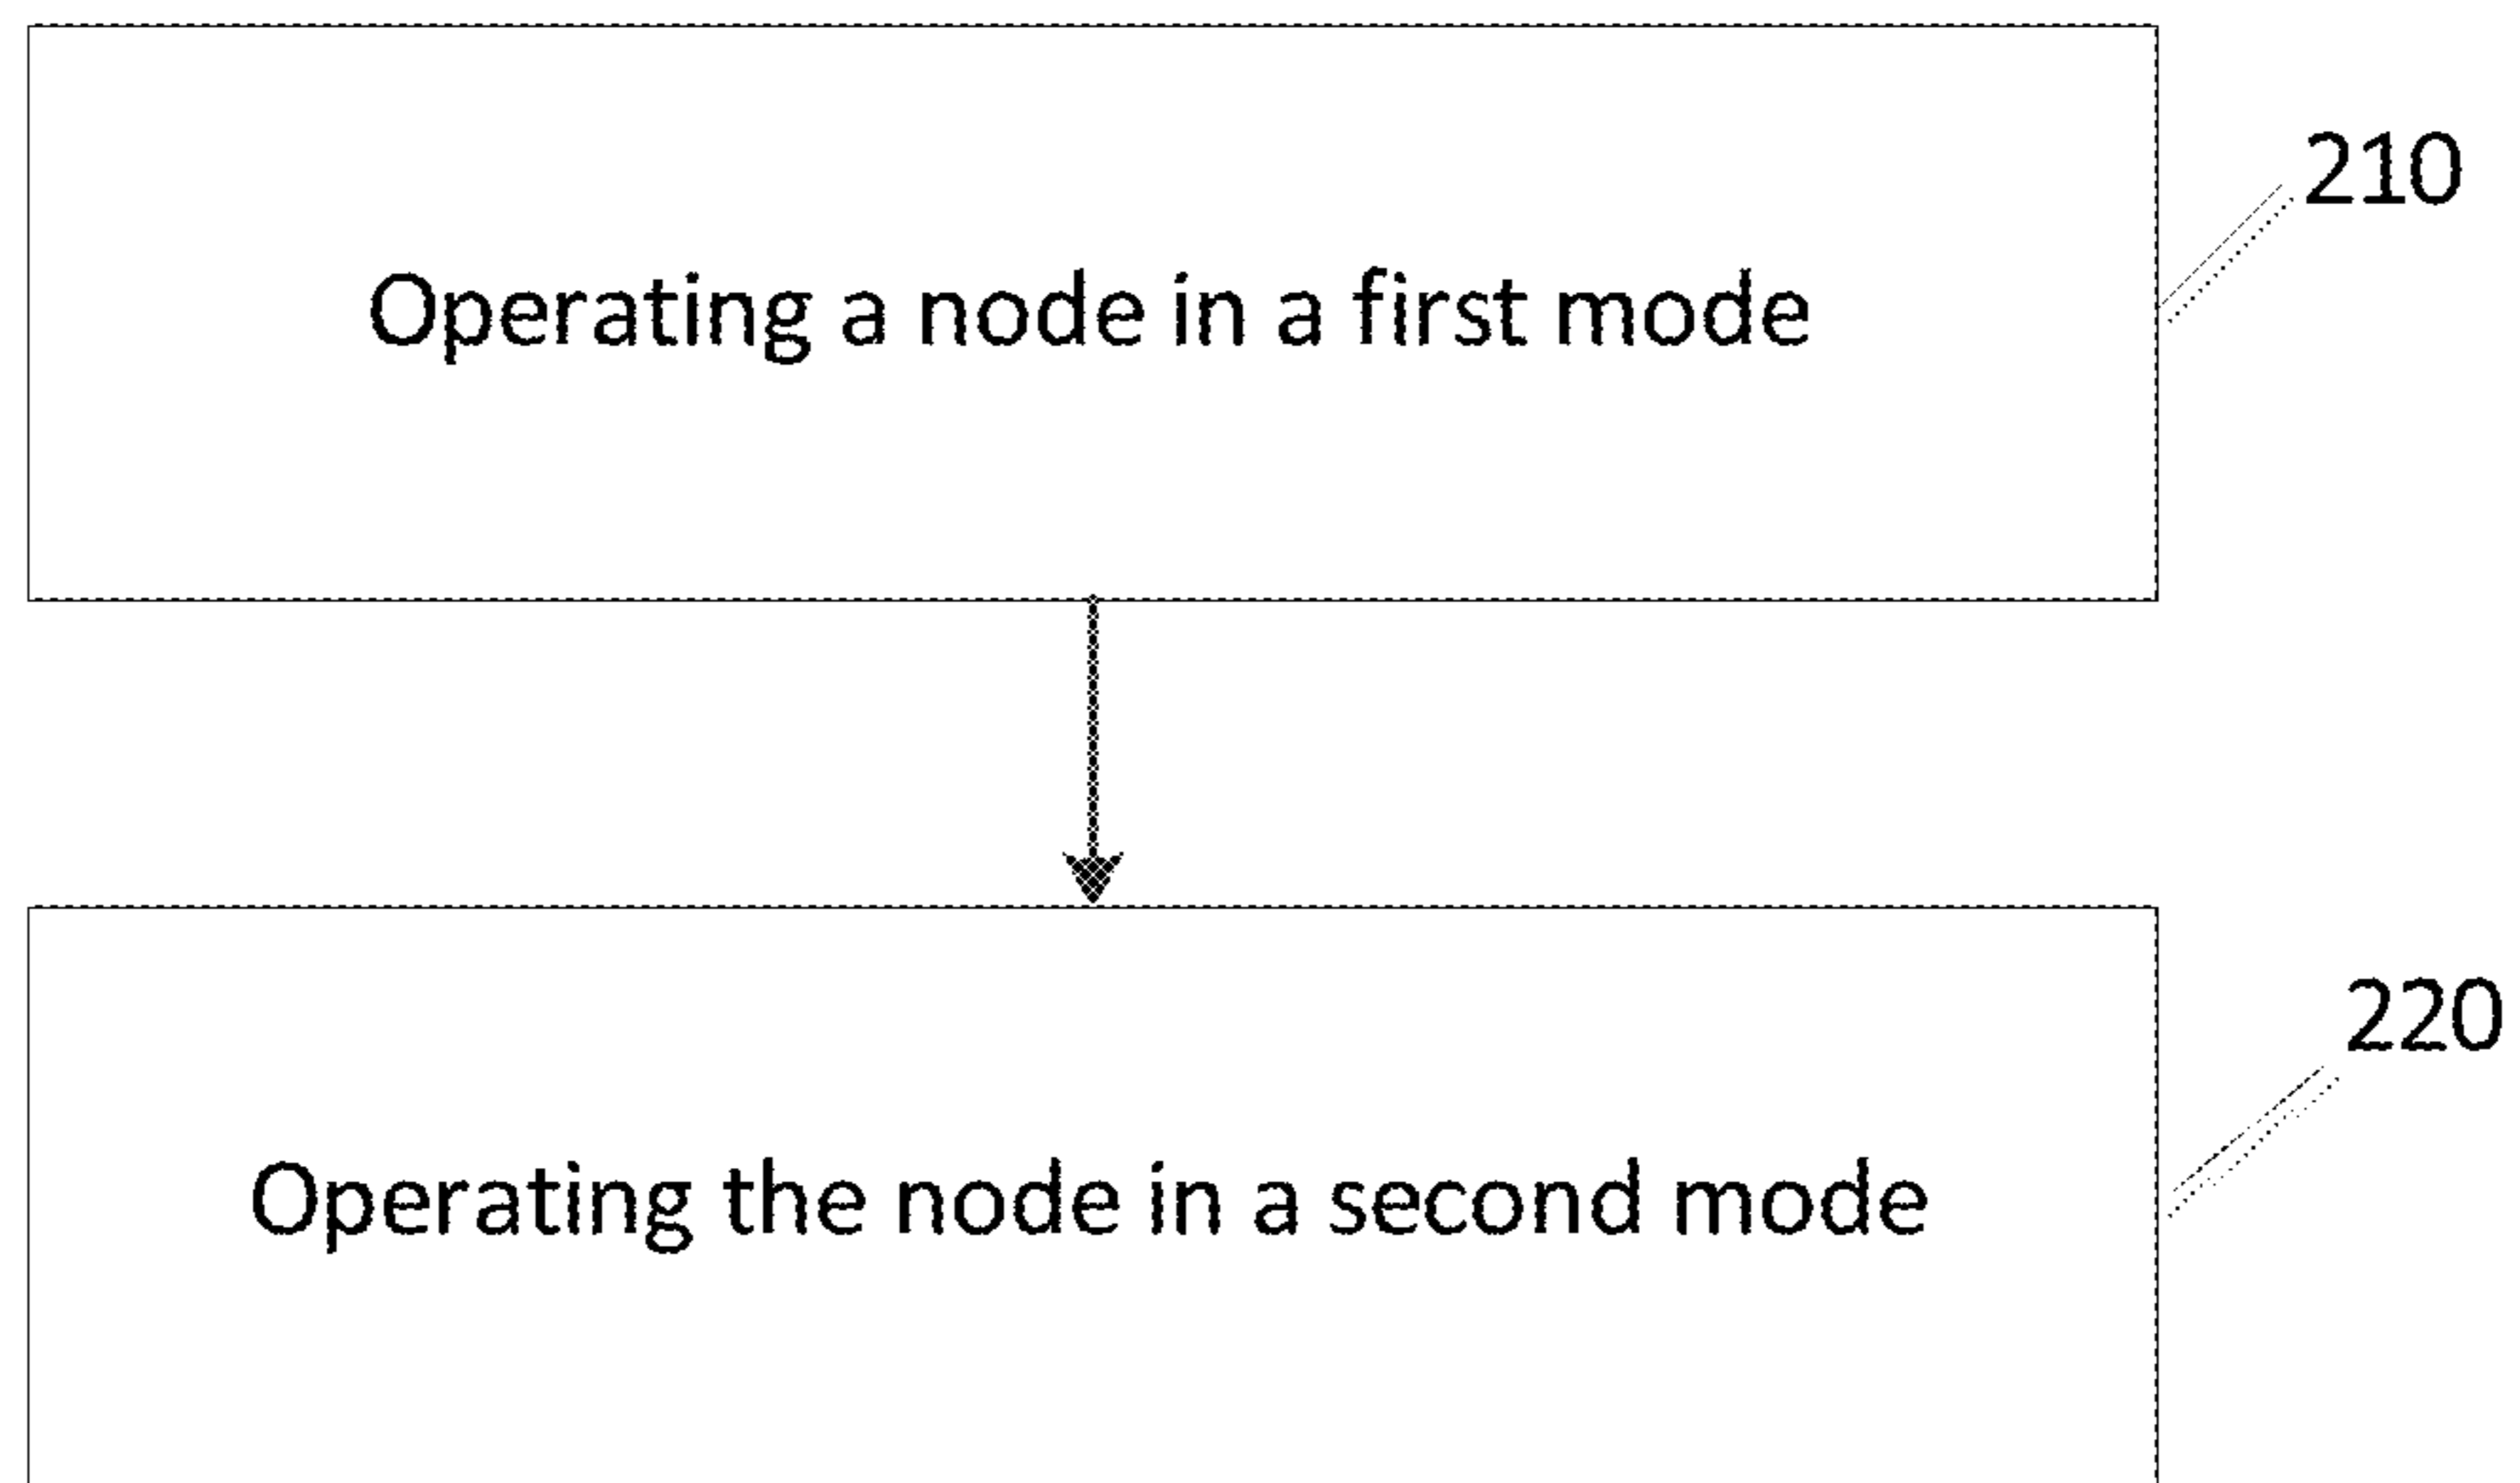 210
Operating a node in a first mode
220
Operating the node in a second mode